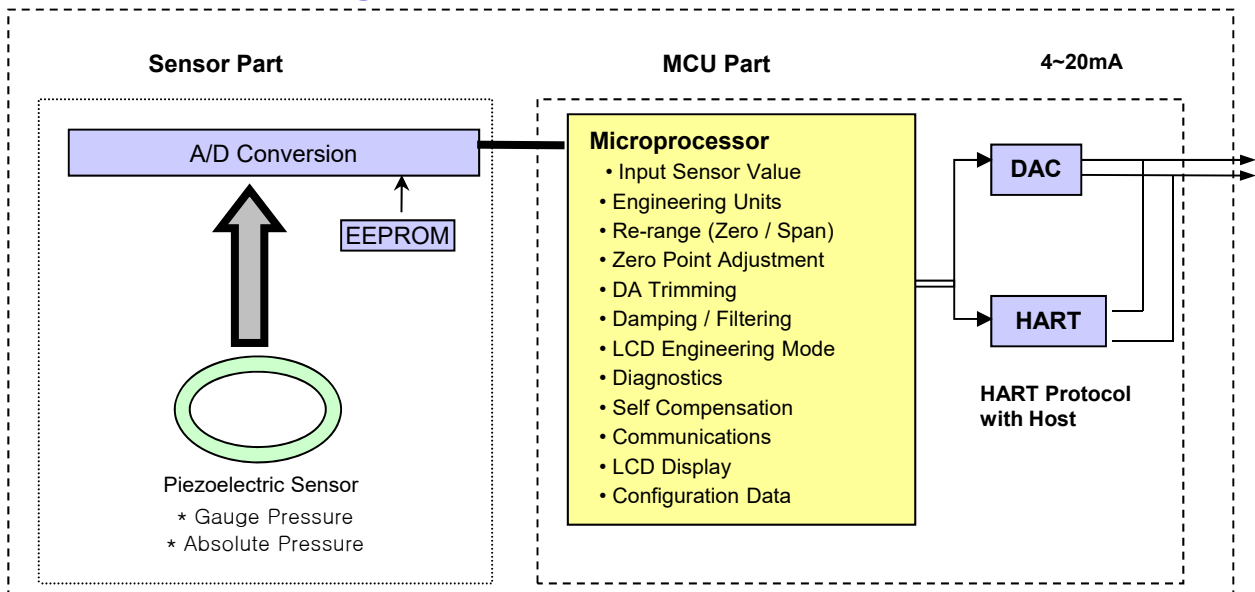 Sensor Part
MCU Part
4~20mA
A/D Conversion
EEPROM
Piezoelectric Sensor
* Gauge Pressure
* Absolute Pressure
Microprocessor
• Input Sensor Value
• Engineering Units
• Re-range (Zero / Span)
• Zero Point Adjustment
• DA Trimming
• Damping / Filtering
• LCD Engineering Mode
• Diagnostics
• Self Compensation
• Communications
• LCD Display
• Configuration Data
DAC
HART
HART Protocol
with Host